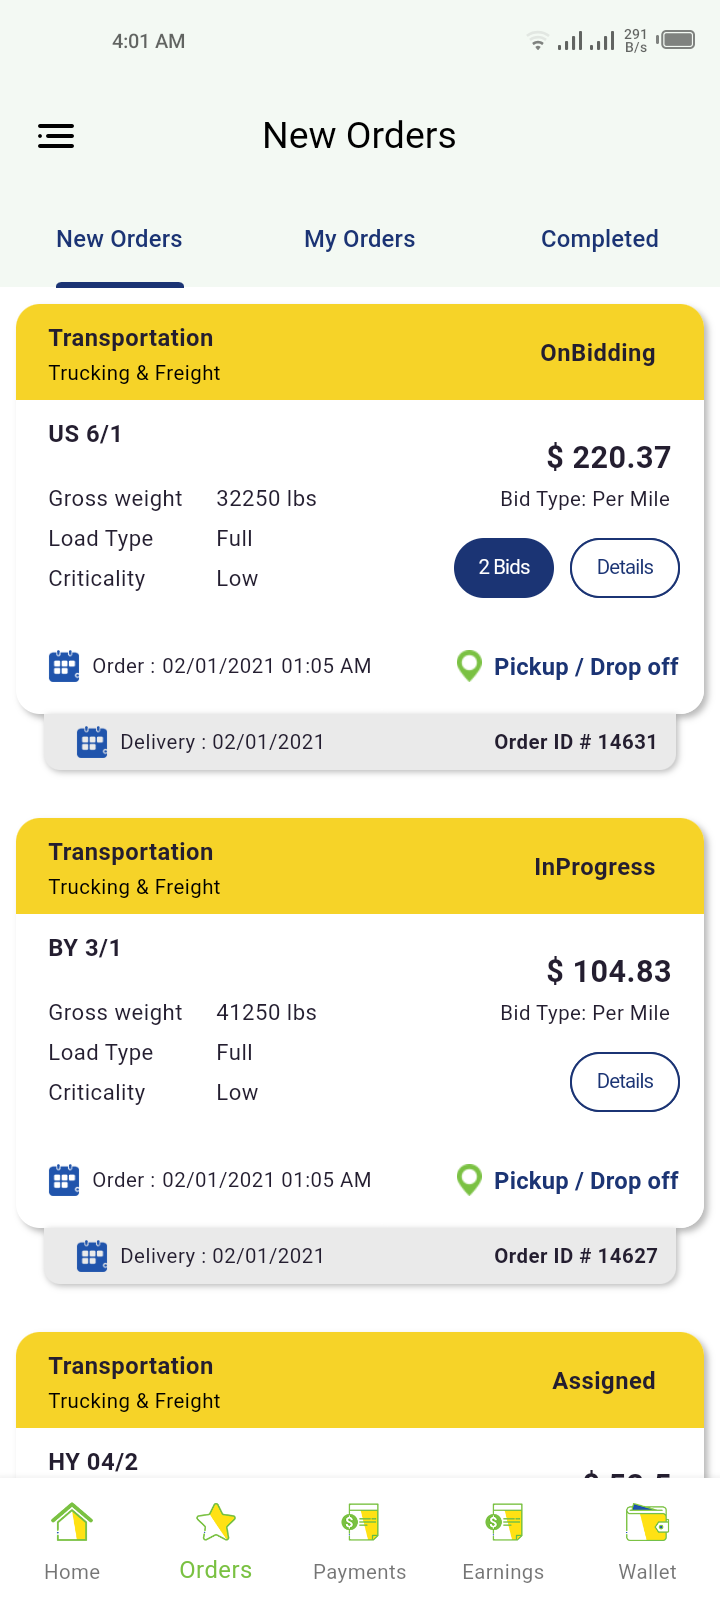 4:01 AM 291 B/s
New Orders
New Orders My Orders Completed
Transportation
Trucking & Freight
OnBidding
US 6/1
$ 220.37
Gross weight 32250 lbs
Bid Type: Per Mile
Load Type Full
Criticality Low
2 Bids Details
Order : 02/01/2021 01:05 AM Pickup / Drop off
Delivery : 02/01/2021 Order ID # 14631
Transportation
Trucking & Freight
InProgress
BY 3/1
$ 104.83
Gross weight 41250 lbs
Bid Type: Per Mile
Load Type Full
Criticality Low
Details
Order : 02/01/2021 01:05 AM Pickup / Drop off
Delivery : 02/01/2021 Order ID # 14627
Transportation
Trucking & Freight
Assigned
HY 04/2
Home Orders Payments Earnings Wallet